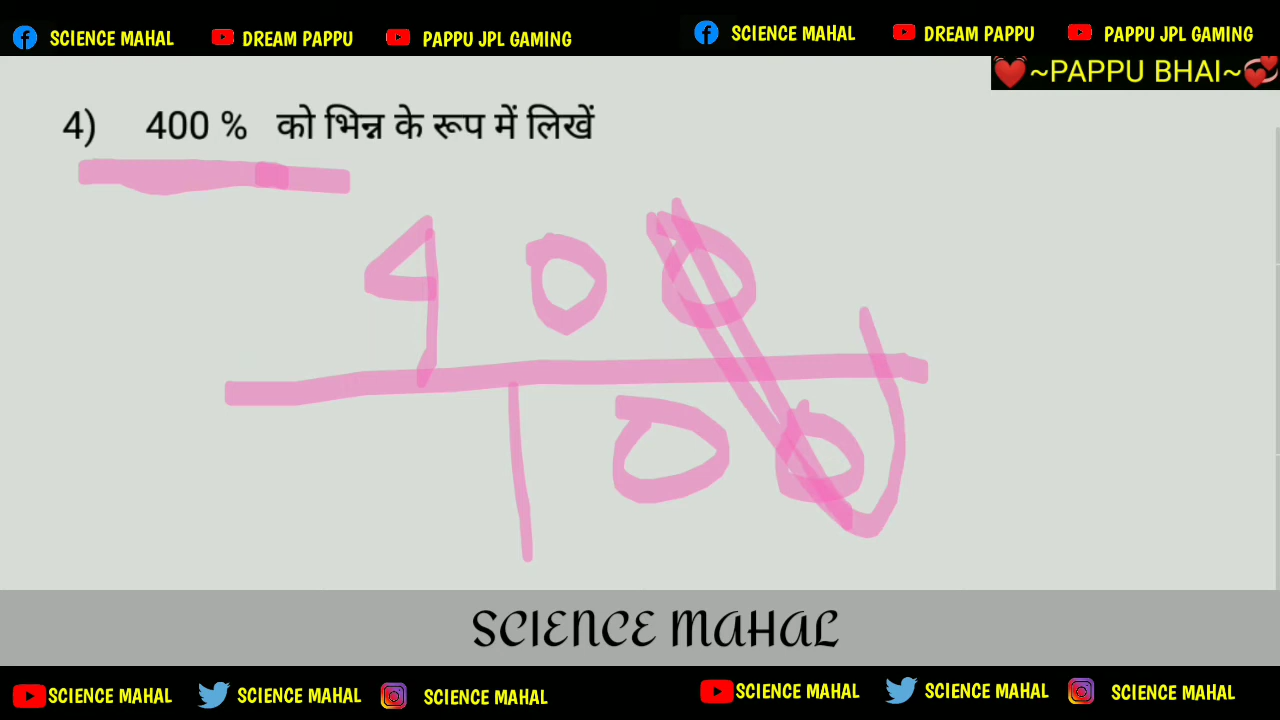 SCIENCE MAHAL DREAM PAPPU PAPPU JPL GAMING SCIENCE MAHAL DREAM PAPPU PAPPU JPL GAMING
~PAPPU BHAI~
4) 400 % को भिन्न के रूप में लिखें
400
100
SCIENCE MAHAL
SCIENCE MAHAL SCIENCE MAHAL SCIENCE MAHAL SCIENCE MAHAL SCIENCE MAHAL SCIENCE MAHAL